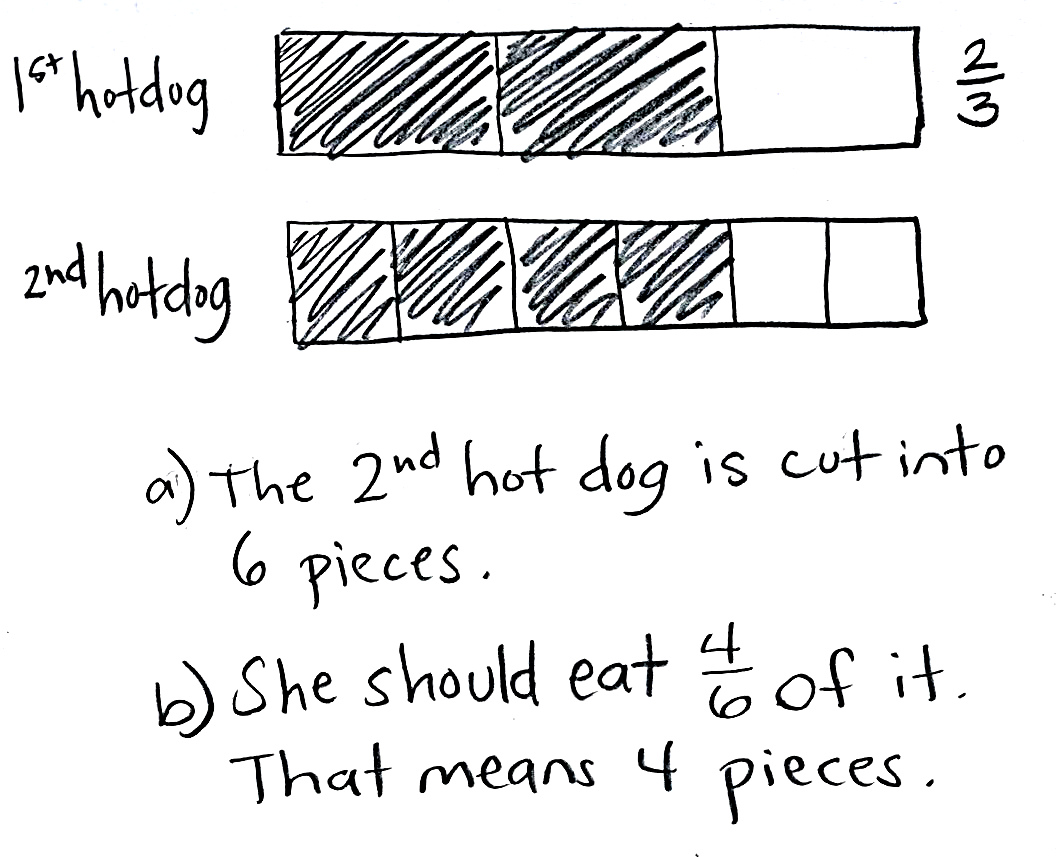 1st hotdog
2/3
2nd hotdog
a) The 2nd hot dog is cut into
6 pieces.
b) She should eat 4/6 of it.
That means 4 pieces.